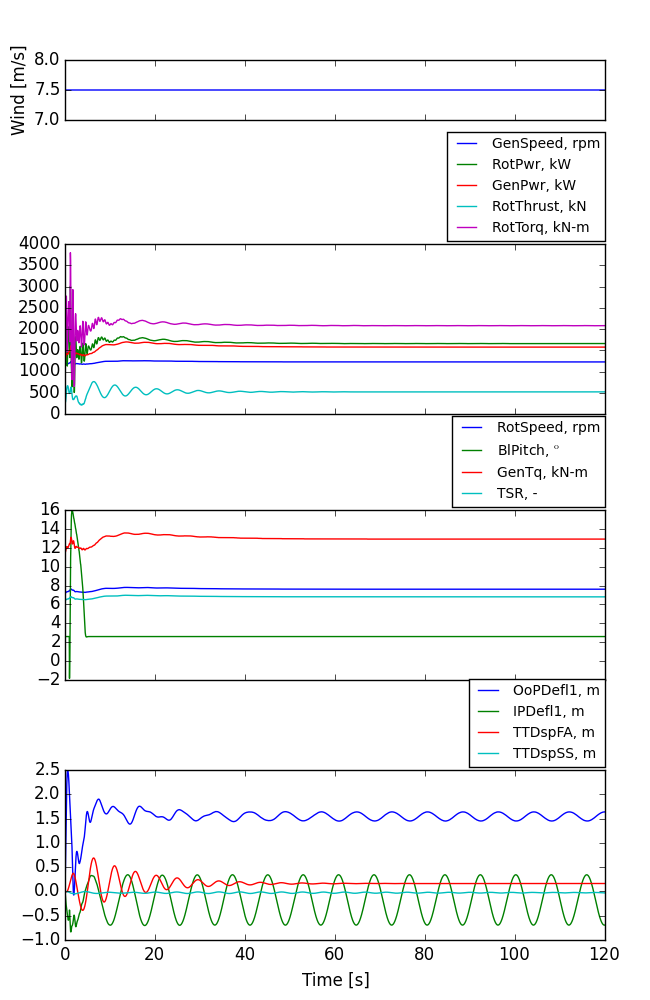 Wind [m/s]
8.0
7.5
7.0
GenSpeed, rpm
RotPwr, kW
GenPwr, kW
RotThrust, kN
RotTorq, kN-m
4000
3500
3000
2500
2000
1500
1000
500
0
RotSpeed, rpm
BlPitch, °
GenTq, kN-m
TSR, -
16
14
12
10
8
6
4
2
0
−2
OoPDefl1, m
IPDefl1, m
TTDspFA, m
TTDspSS, m
2.5
2.0
1.5
1.0
0.5
0.0
−0.5
−1.0
0 20 40 60 80 100 120
Time [s]